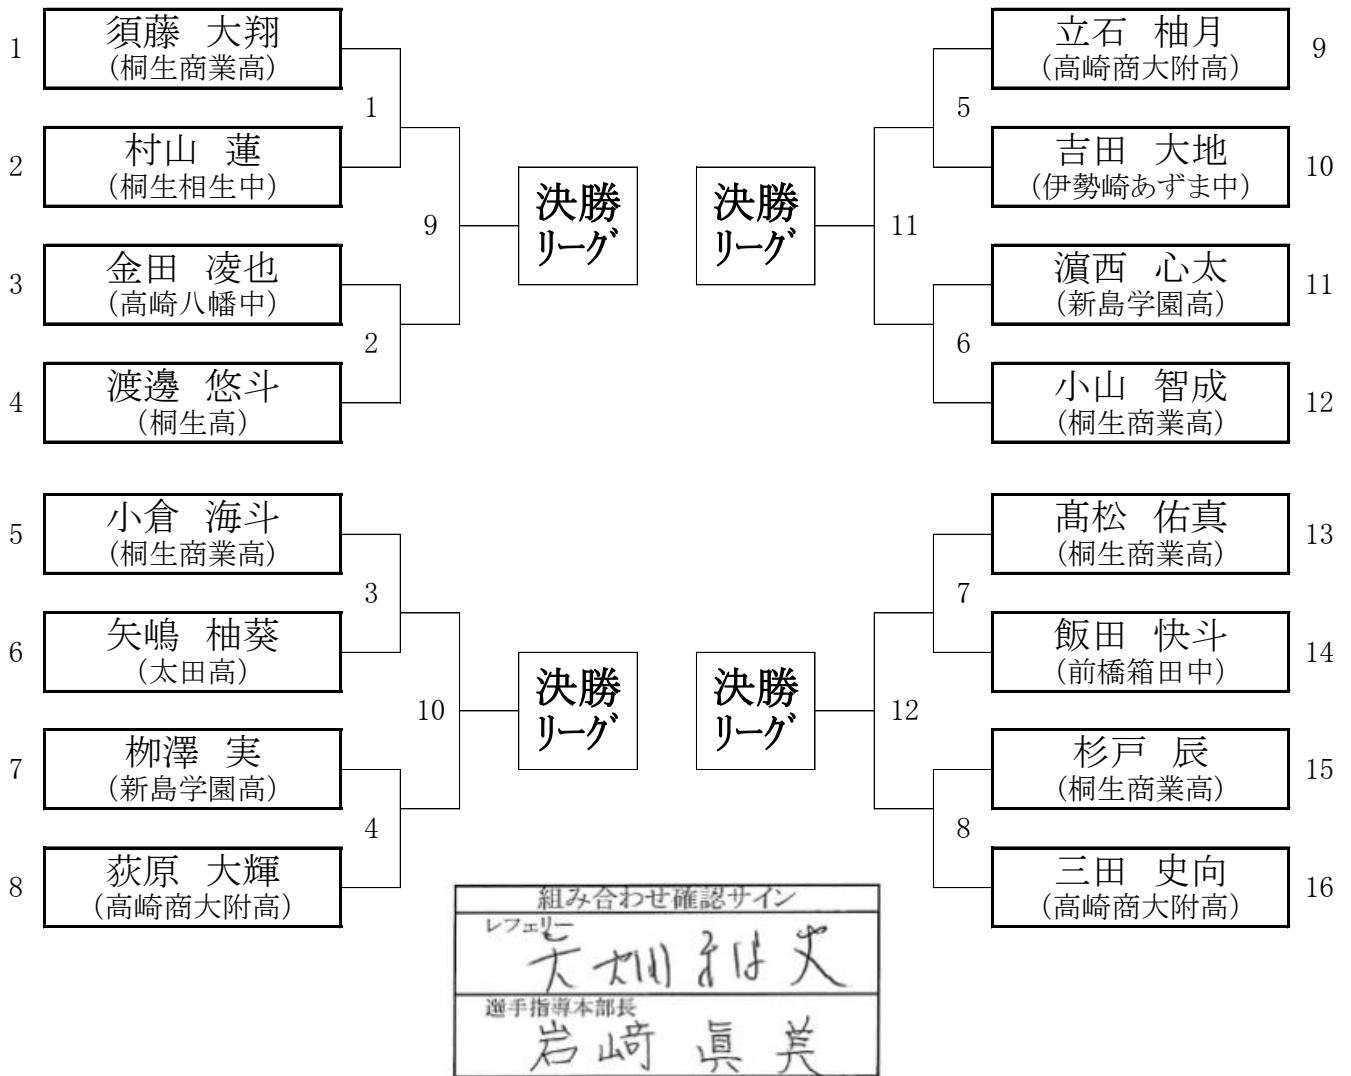 1
須藤 大翔
(桐生商業高)
1
2
村山 蓮
(桐生相生中)
9
決勝
リーグ
3
金田 凌也
(高崎八幡中)
2
4
渡邊 悠斗
(桐生高)
5
小倉 海斗
(桐生商業高)
3
6
矢嶋 柚葵
(太田高)
10
決勝
リーグ
7
栁澤 実
(新島学園高)
4
8
荻原 大輝
(高崎商大附高)
立石 柚月
(高崎商大附高)
9
5
吉田 大地
(伊勢崎あずま中)
10
決勝
リーグ
11
濵西 心太
(新島学園高)
11
6
小山 智成
(桐生商業高)
12
髙松 佑真
(桐生商業高)
13
7
飯田 快斗
(前橋箱田中)
14
決勝
リーグ
12
杉戸 辰
(桐生商業高)
15
8
三田 史向
(高崎商大附高)
16
組み合わせ確認サイン
レフェリー
選手指導本部長
岩﨑 眞美